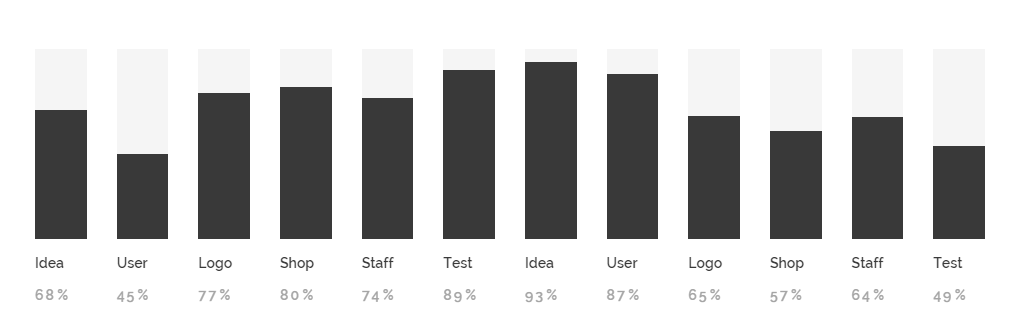 Idea User Logo Shop Staff Test Idea User Logo Shop Staff Test
68% 45% 77% 80% 74% 89% 93% 87% 65% 57% 64% 49%